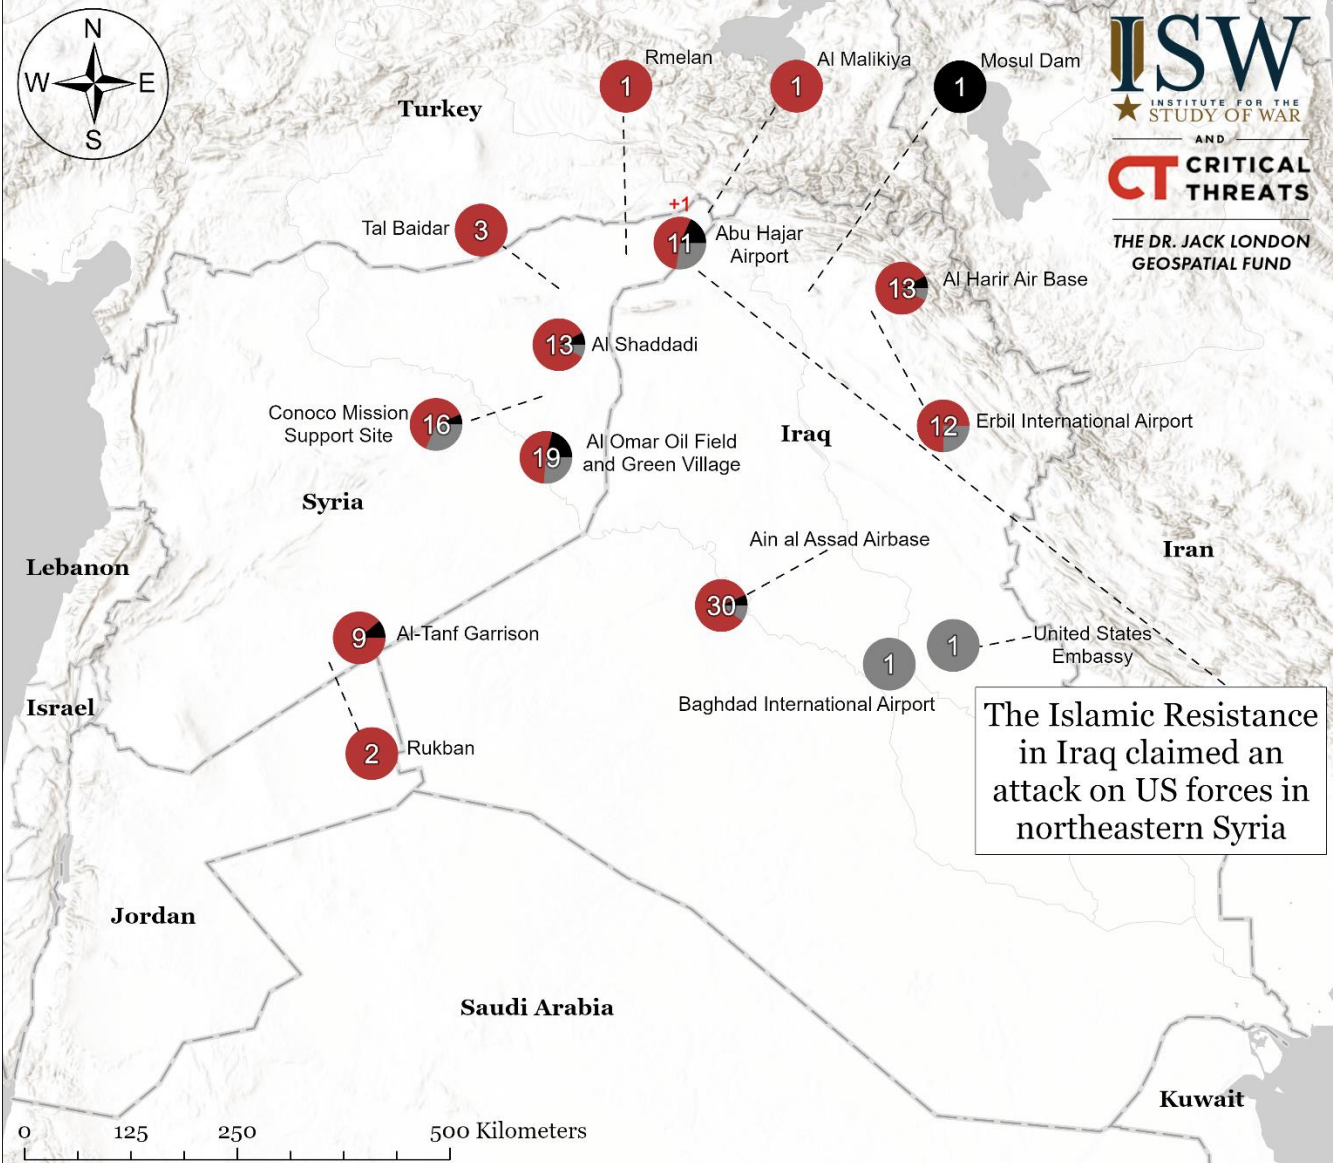 N
W
E
S
Turkey
1
Rmelan
1
Al Malikiya
1
Mosul Dam
ISW
INSTITUTE FOR THE
STUDY OF WAR
AND
CT CRITICAL
THREATS
THE DR. JACK LONDON
GEOSPATIAL FUND
Tal Baidar
3
+1
11
Abu Hajar
Airport
13
Al Harir Air Base
13
Al Shaddadi
Conoco Mission
Support Site
16
19
Al Omar Oil Field
and Green Village
Iraq
12
Erbil International Airport
Syria
Ain al Assad Airbase
30
Iran
Lebanon
9
Al-Tanf Garrison
1
United States
Embassy
1
Baghdad International Airport
Israel
2
Rukban
The Islamic Resistance
in Iraq claimed an
attack on US forces in
northeastern Syria
Jordan
Saudi Arabia
Kuwait
0 125 250 500 Kilometers